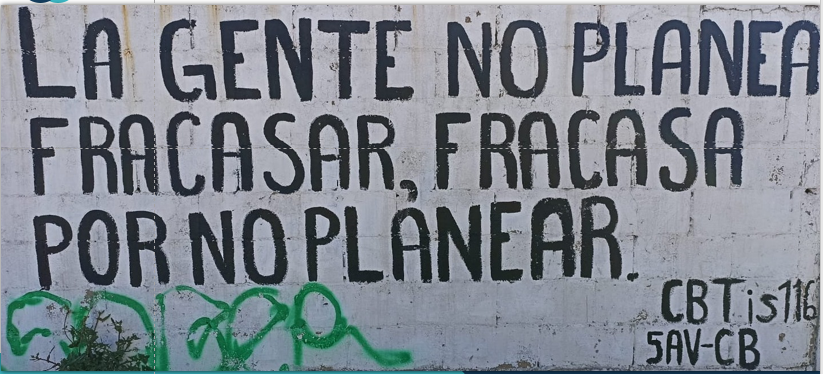 LA GENTE NO PLANEA
FRACASAR, FRACASA
POR NO PLANEAR.
CBTis116
5AV-CB